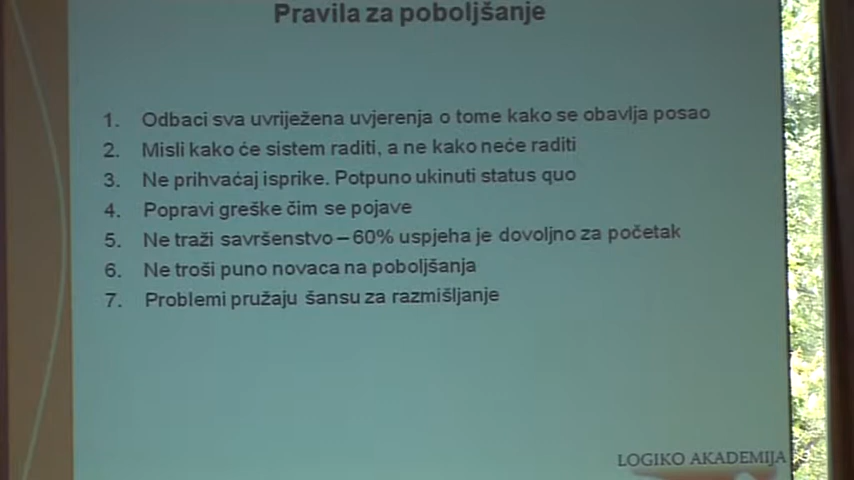 Pravila za poboljšanje
1. Odbaci sva uvriježena uvjerenja o tome kako se obavlja posao
2. Misli kako će sistem raditi, a ne kako neće raditi
3. Ne prihvaćaj isprike. Potpuno ukinuti status quo
4. Popravi greške čim se pojave
5. Ne traži savršenstvo – 60% uspjeha je dovoljno za početak
6. Ne troši puno novaca na poboljšanja
7. Problemi pružaju šansu za razmišljanje
LOGIKO AKADEMIJA